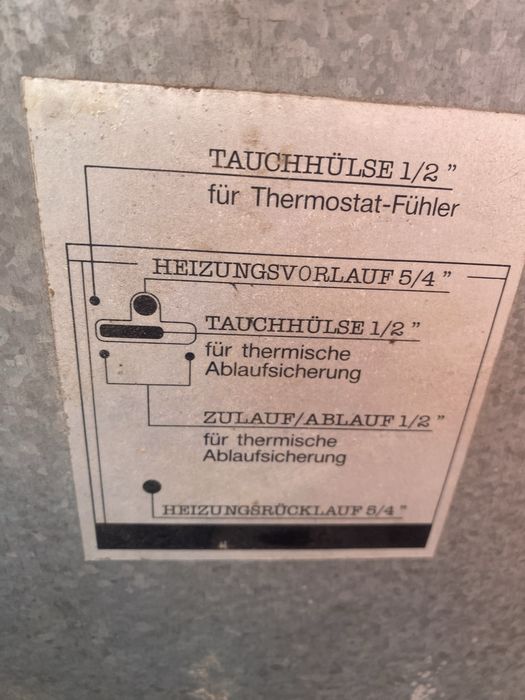 TAUCHHÜLSE 1/2"
für Thermostat-Fühler
HEIZUNGSVORLAUF 5/4"
TAUCHHÜLSE 1/2"
für thermische
Ablaufsicherung
ZULAUF/ABLAUF 1/2"
für thermische
Ablaufsicherung
HEIZUNGSRÜCKLAUF 5/4"